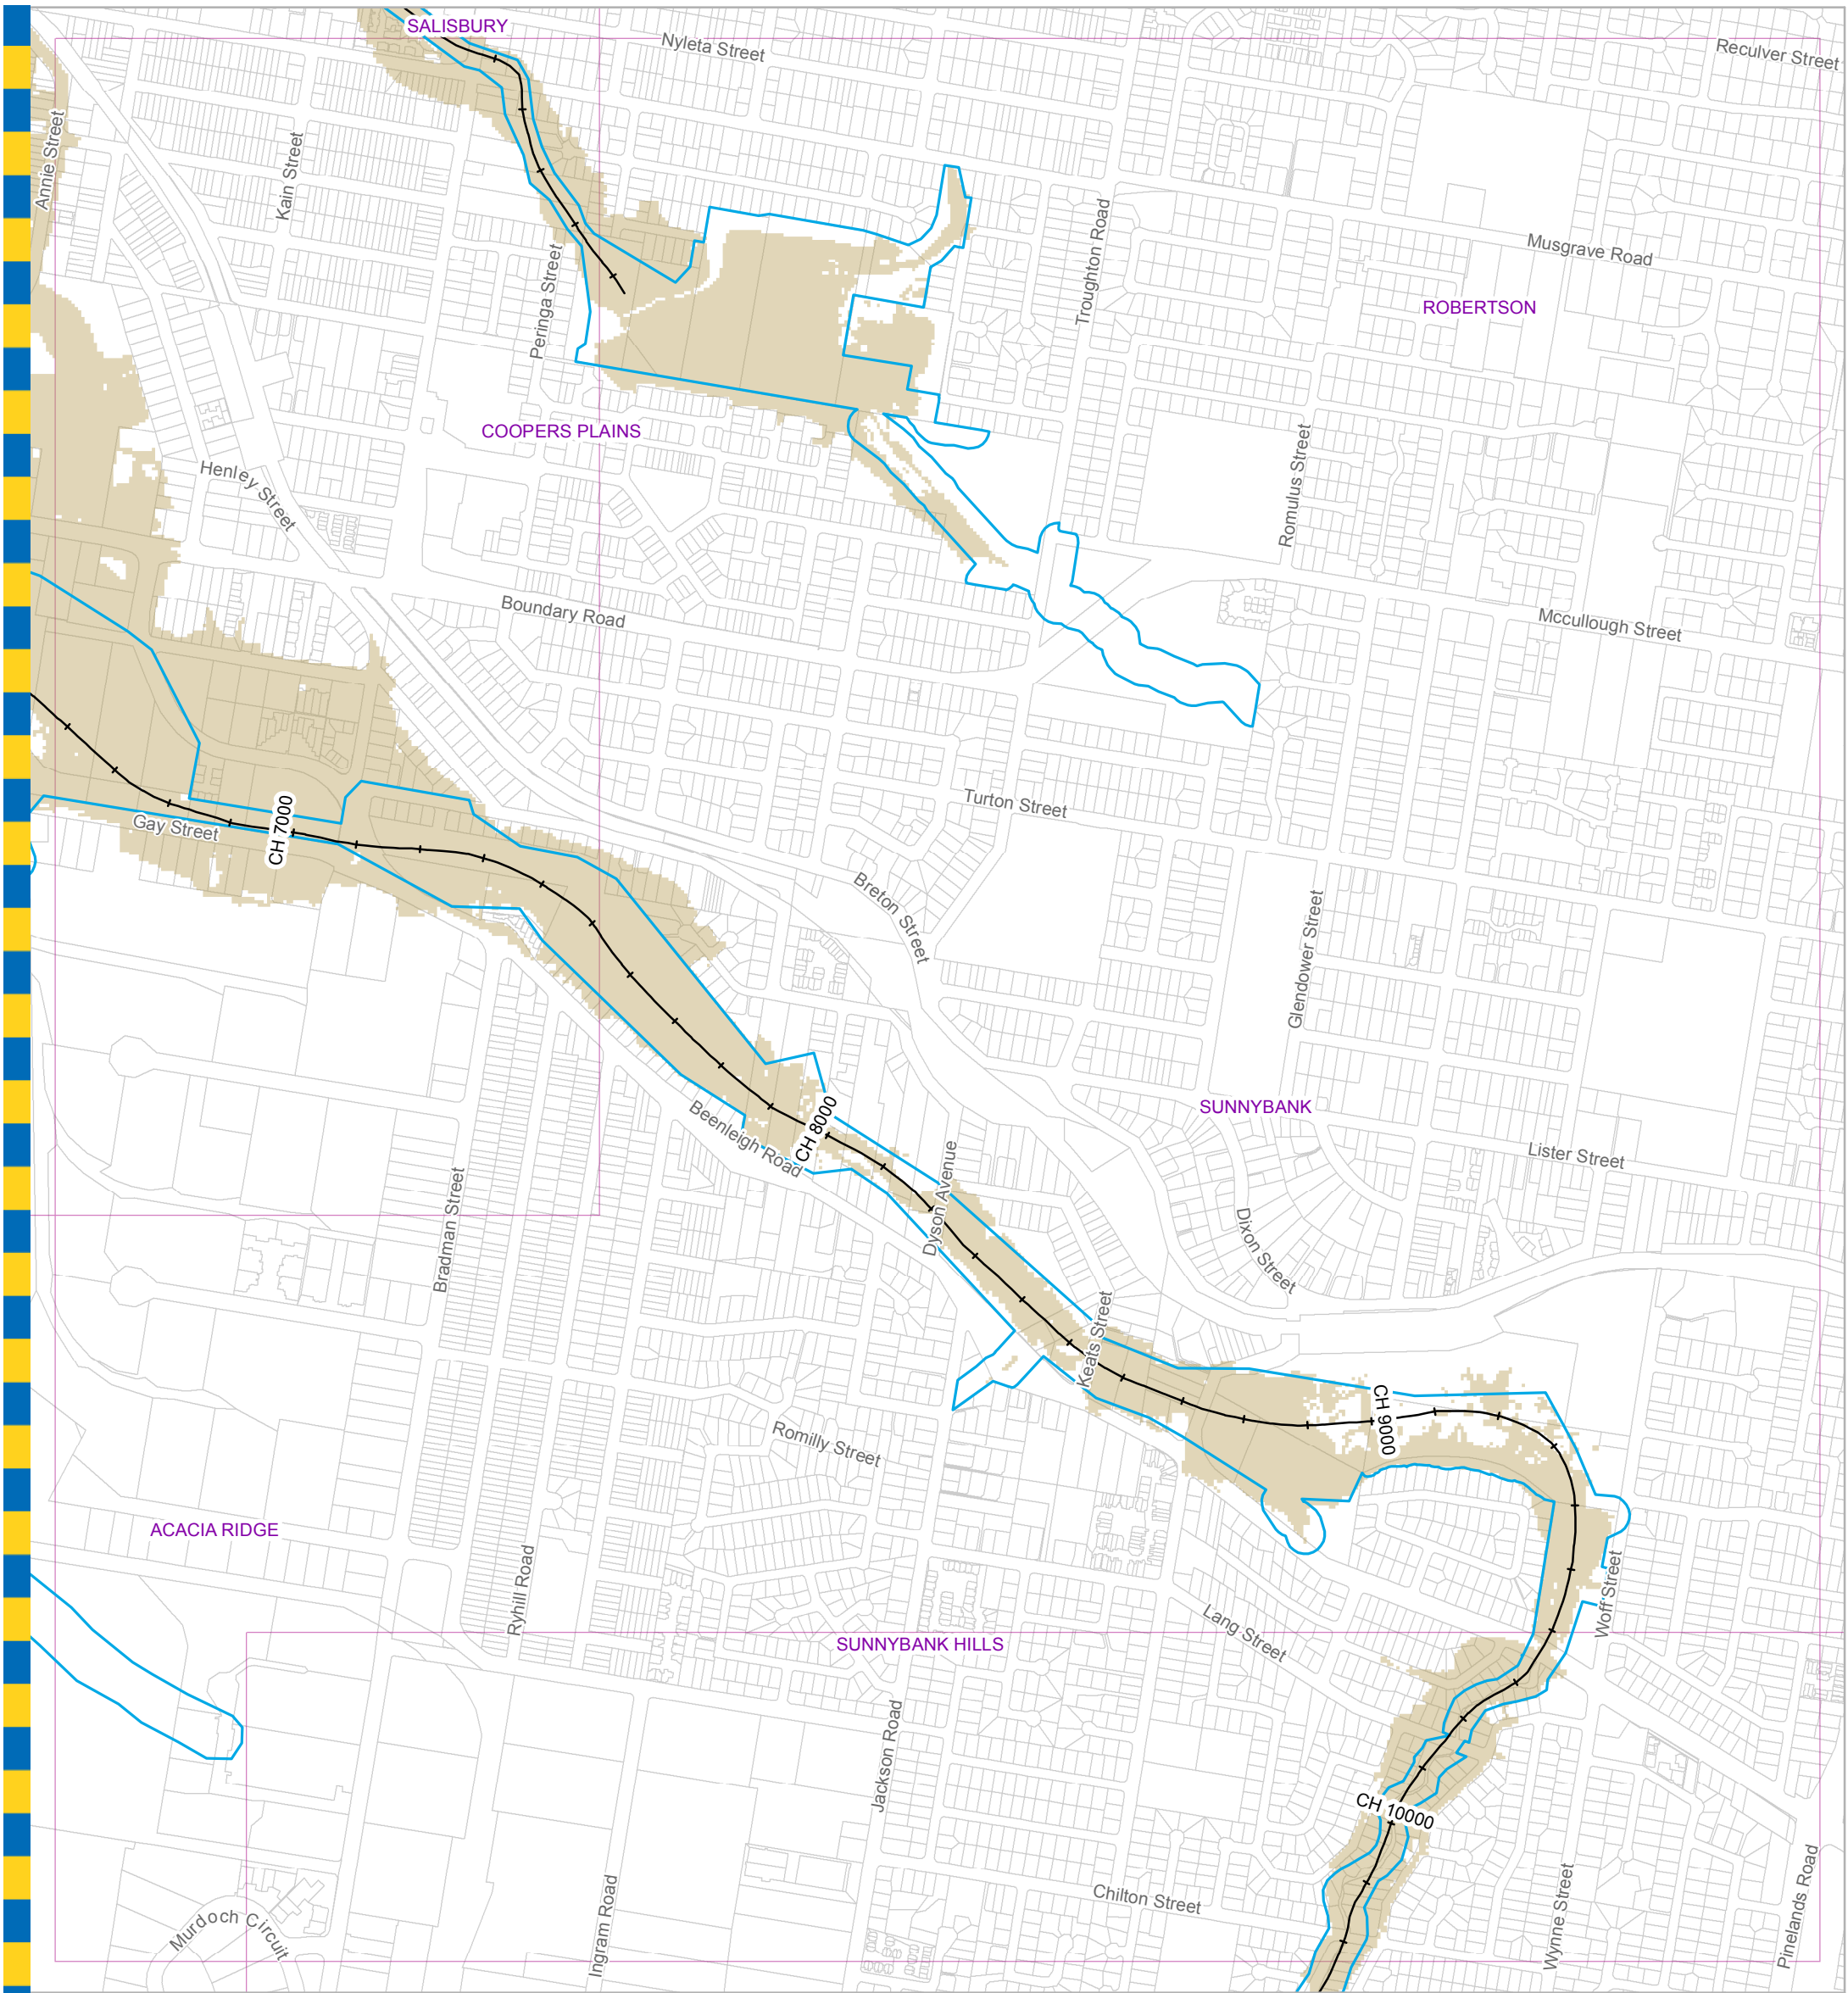 SALISBURY
Nyleta Street
Reculver Street
Annie Street
Kain Street
Peringa Street
Troughton Road
Musgrave Road
ROBERTSON
COOPERS PLAINS
Henley Street
Romulus Street
Boundary Road
Mccullough Street
Gay Street
CH 7000
Turton Street
Breton Street
Glendower Street
Beenleigh Road
CH 8000
SUNNYBANK
Lister Street
Bradman Street
Dyson Avenue
Dixon Street
Keats Street
CH 9000
Romilly Street
ACACIA RIDGE
Ryhill Road
Woff Street
Lang Street
SUNNYBANK HILLS
Jackson Road
CH 10000
Chilton Street
Murdoch Circuit
Ingram Road
Wynne Street
Pinelands Road